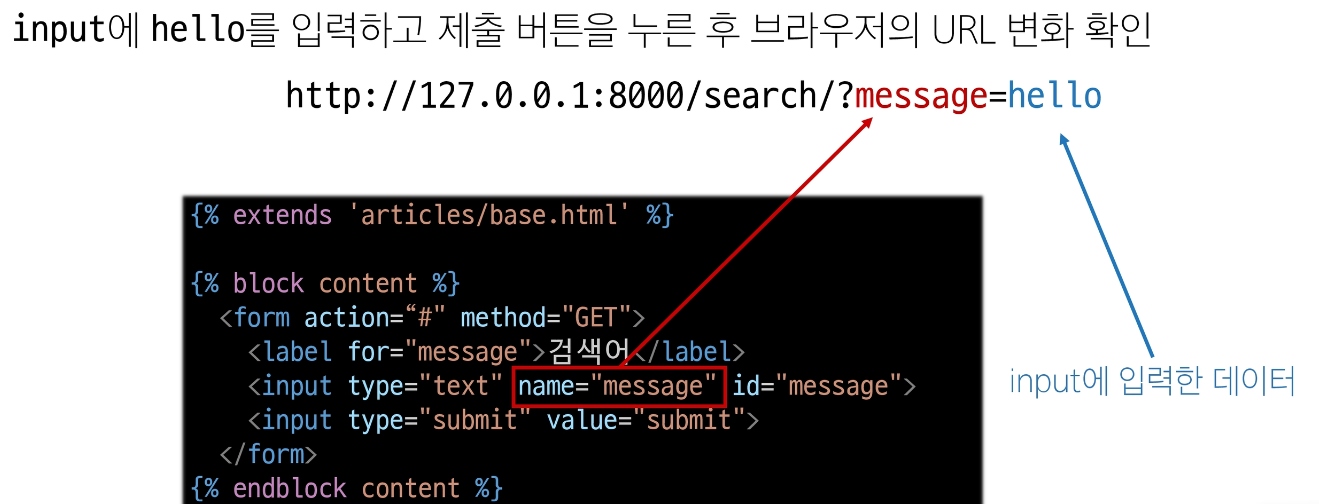 input에 hello를 입력하고 제출 버튼을 누른 후 브라우저의 URL 변화 확인
http://127.0.0.1:8000/search/?message=hello
{% extends 'articles/base.html' %}
{% block content %}
<form action=“#" method="GET">
<label for="message">검색어</label>
<input type="text" name="message" id="message">
<input type="submit" value="submit">
</form>
{% endblock content %}
input에 입력한 데이터